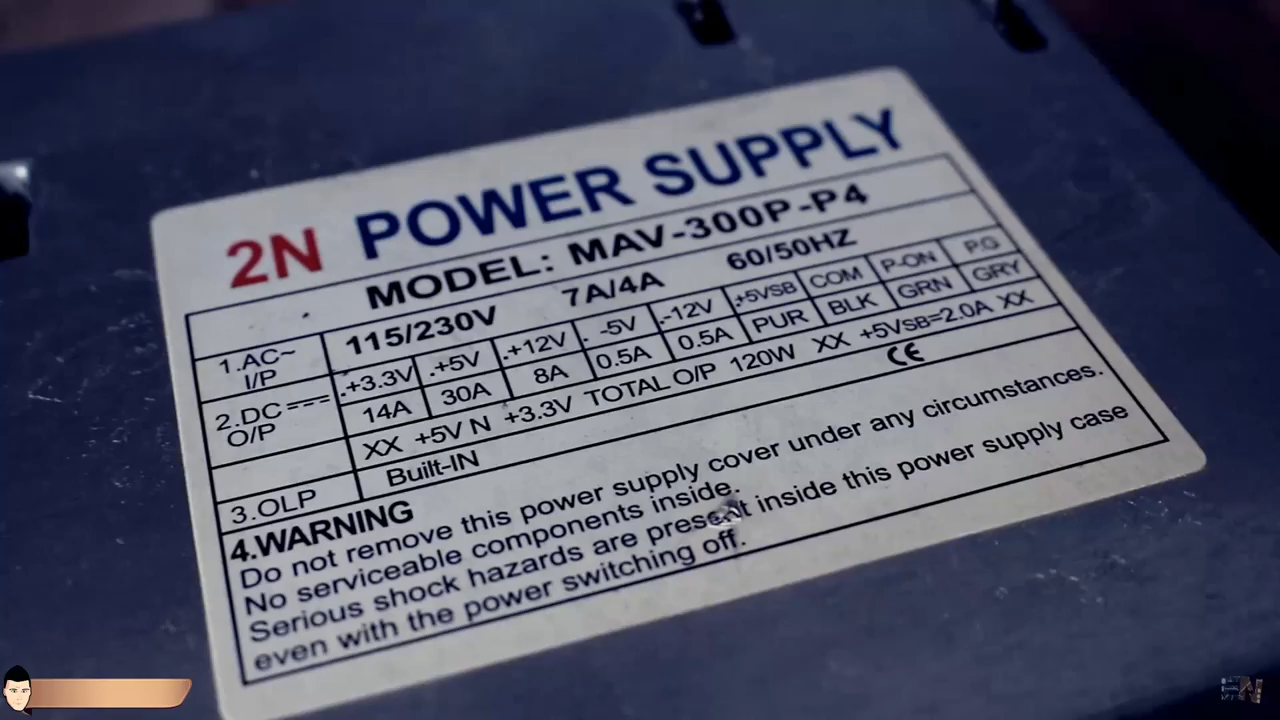 2N POWER SUPPLY
MODEL: MAV-300P-P4
1.AC~ I/P 115/230V 7A/4A 60/50HZ
2.DC O/P .+3.3V .+5V .+12V . -5V .-12V .+5VSB COM P-ON P.G
14A 30A 8A 0.5A 0.5A PUR BLK GRN GRY
XX +5V N +3.3V TOTAL O/P 120W XX +5VSB=2.0A XX
3.OLP Built-IN CE
4.WARNING
Do not remove this power supply cover under any circumstances.
No serviceable components inside.
Serious shock hazards are present inside this power supply case
even with the power switching off.